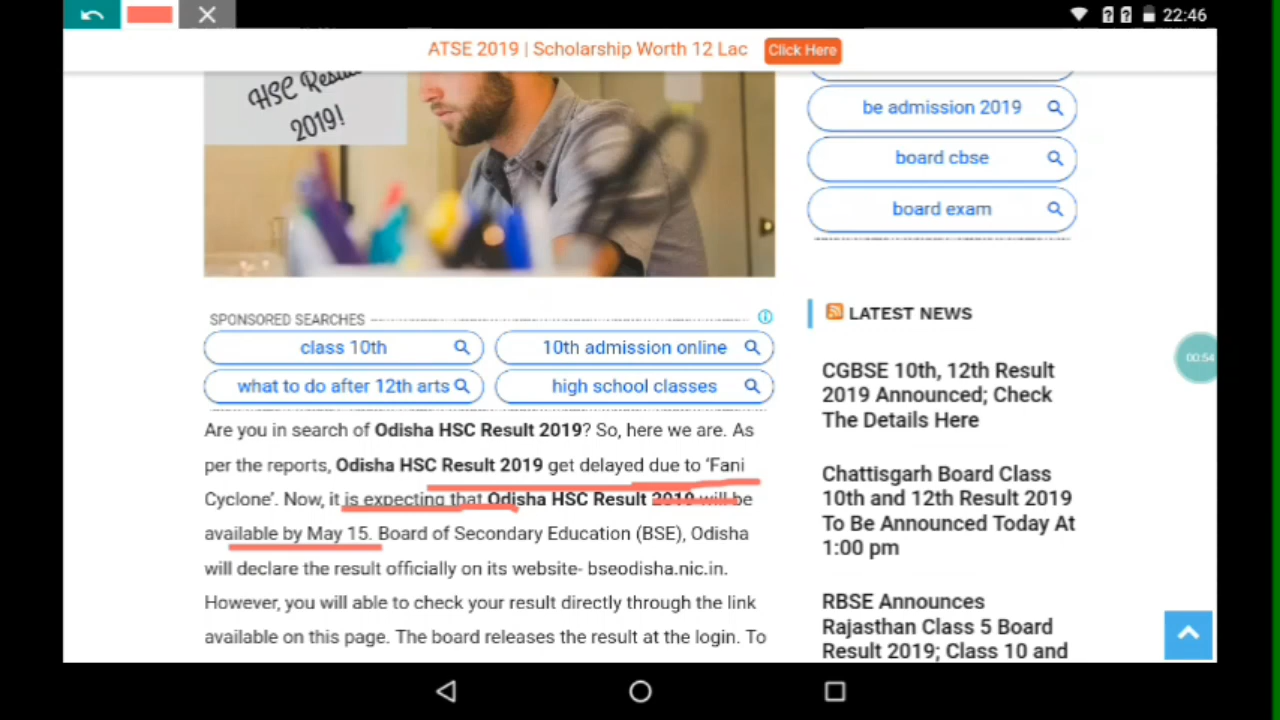 22:46
ATSE 2019 | Scholarship Worth 12 Lac Click Here
HSC Result
2019!
be admission 2019
board cbse
board exam
SPONSORED SEARCHES
class 10th
10th admission online
what to do after 12th arts
high school classes
Are you in search of Odisha HSC Result 2019? So, here we are. As
per the reports, Odisha HSC Result 2019 get delayed due to ‘Fani
Cyclone’. Now, it is expecting that Odisha HSC Result 2019 will be
available by May 15. Board of Secondary Education (BSE), Odisha
will declare the result officially on its website- bseodisha.nic.in.
However, you will able to check your result directly through the link
available on this page. The board releases the result at the login. To
LATEST NEWS
CGBSE 10th, 12th Result
2019 Announced; Check
The Details Here
Chattisgarh Board Class
10th and 12th Result 2019
To Be Announced Today At
1:00 pm
RBSE Announces
Rajasthan Class 5 Board
Result 2019; Class 10 and
00:54